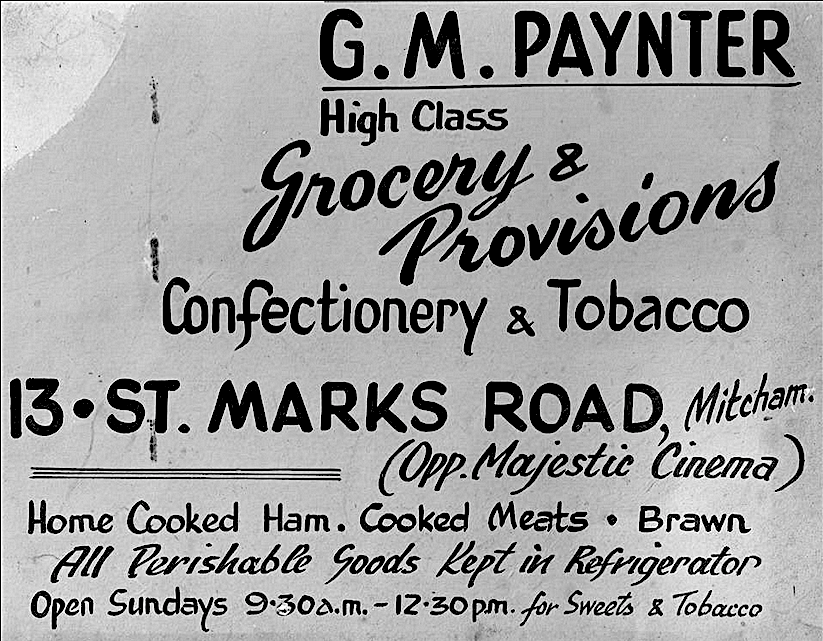 G.M. PAYNTER
High Class
Grocery &
Provisions
Confectionery & Tobacco
13 • ST. MARKS ROAD, Mitcham.
(Opp. Majestic Cinema)
Home Cooked Ham. Cooked Meats • Brawn
All Perishable Goods Kept in Refrigerator
Open Sundays 9·30a.m. - 12·30p.m. for Sweets & Tobacco